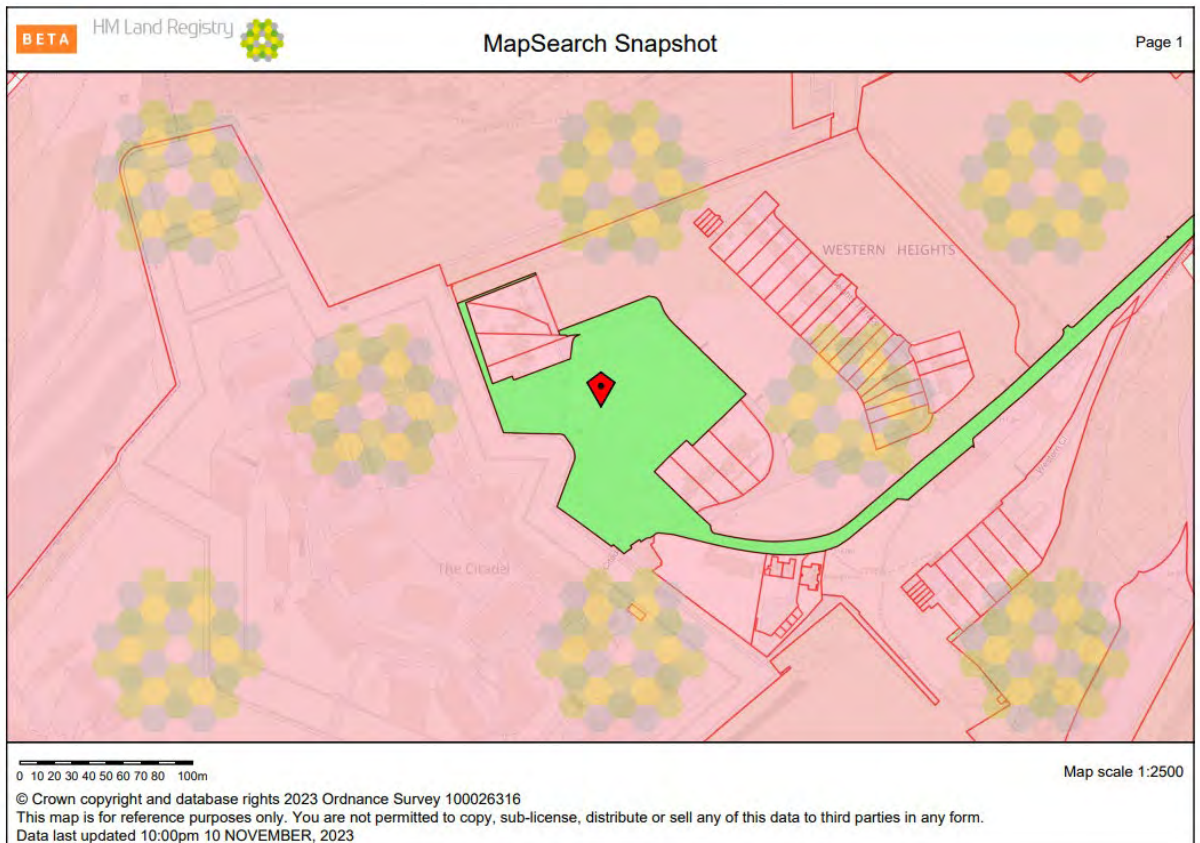 BETA
HM Land Registry
MapSearch Snapshot
Page 1
WESTERN HEIGHTS
The Citadel
0 10 20 30 40 50 60 70 80 100m
Map scale 1:2500
© Crown copyright and database rights 2023 Ordnance Survey 100026316
This map is for reference purposes only. You are not permitted to copy, sub-license, distribute or sell any of this data to third parties in any form.
Data last updated 10:00pm 10 NOVEMBER, 2023